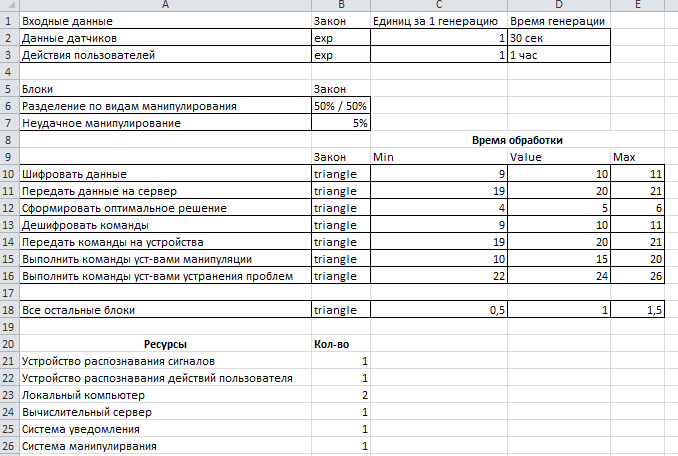 A B C D E
1 Входные данные Закон Единиц за 1 генерацию Время генерации
2 Данные датчиков exp 1 30 сек
3 Действия пользователей exp 1 1 час
4
5 Блоки Закон
6 Разделение по видам манипулирования 50% / 50%
7 Неудачное манипулирование 5%
8 Время обработки
9 Закон Min Value Max
10 Шифровать данные triangle 9 10 11
11 Передать данные на сервер triangle 19 20 21
12 Сформировать оптимальное решение triangle 4 5 6
13 Дешифровать команды triangle 9 10 11
14 Передать команды на устройства triangle 19 20 21
15 Выполнить команды уст-вами манипуляции triangle 10 15 20
16 Выполнить команды уст-вами устранения проблем triangle 22 24 26
17
18 Все остальные блоки triangle 0,5 1 1,5
19
20 Ресурсы Кол-во
21 Устройство распознавания сигналов 1
22 Устройство распознавания действий пользователя 1
23 Локальный компьютер 2
24 Вычислительный сервер 1
25 Система уведомления 1
26 Система манипулирвания 1